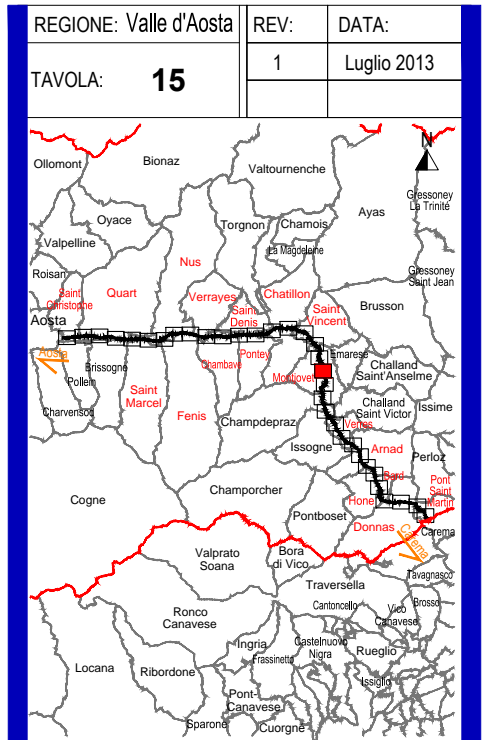 REGIONE: Valle d'Aosta
REV:
DATA:
TAVOLA: 15
1
Luglio 2013
N
Ollomont
Bionaz
Valtournenche
Ayas
Gressoney
La Trinité
Oyace
Torgnon
Chamois
Valpelline
La Magdeleine
Roisan
Nus
Gressoney
Saint Jean
Saint
Christophe
Quart
Verrayes
Chatillon
Saint
Denis
Saint
Vincent
Brusson
Aosta
Aosta
Brissogne
Chambave
Pontey
Emarese
Pollein
Montjovet
Challand
Saint'Anselme
Charvensod
Saint
Marcel
Fenis
Champdepraz
Challand
Saint Victor
Issime
Verres
Issogne
Arnad
Perloz
Bard
Pont
Saint
Martin
Cogne
Champorcher
Hone
Pontboset
Donnas
Carema
Carema
Valprato
Soana
Bora
di Vico
Traversella
Tavagnasco
Ronco
Canavese
Cantoncello
Vico
Canavese
Brosso
Ingria
Castelnuovo
Nigra
Rueglio
Frassinetto
Locana
Ribordone
Issiglio
Pont-
Canavese
Sparone
Cuorgnè